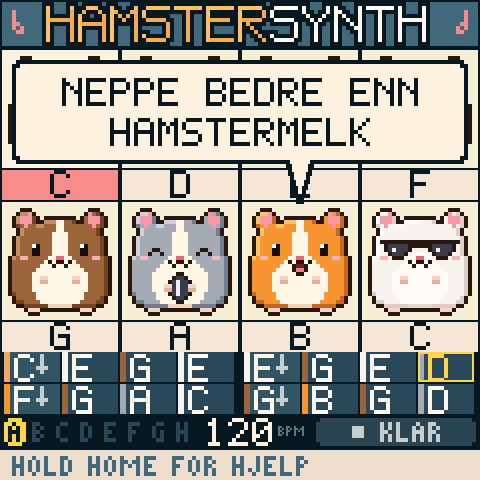 HAMSTERSYNTH
NEPPE BEDRE ENN
HAMSTERMELK
C D F
G A B C
C↓ E G E E↓ G E D
F↓ G A C G↓ B G D
A B C D E F G H 120 BPM ■ KLAR
HOLD HOME FOR HJELP